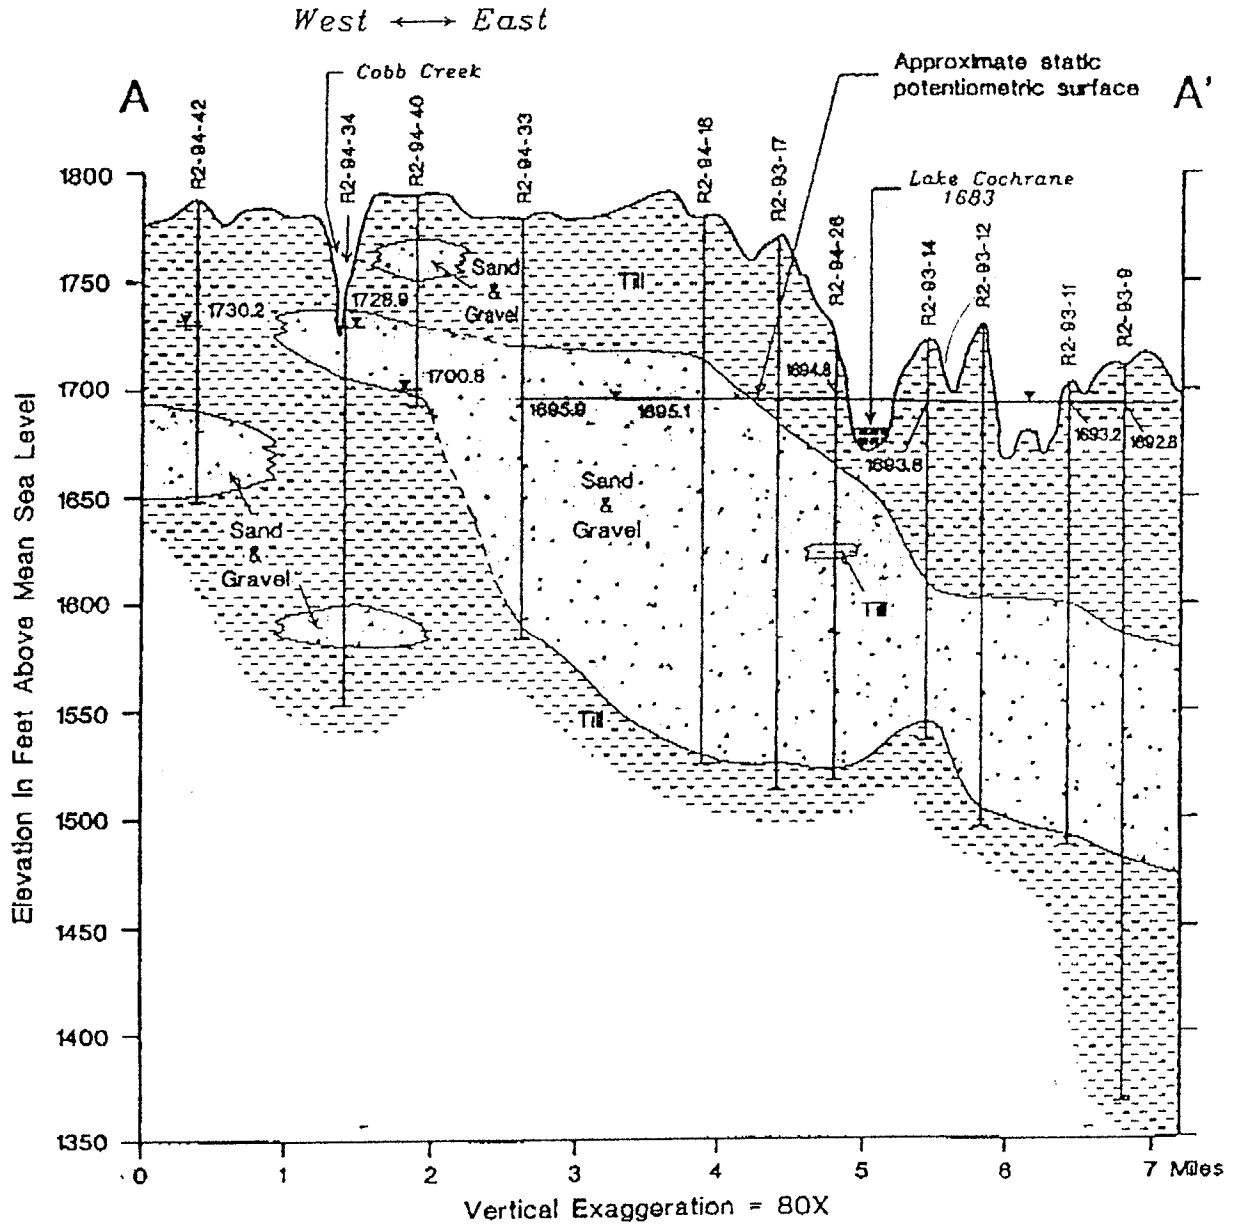 West ←→ East
Cobb Creek
Approximate static
potentiometric surface
A
A'
R2-94-42
R2-94-34
R2-94-40
R2-94-33
R2-94-18
R2-93-17
R2-94-26
R2-93-14
R2-93-12
R2-93-11
R2-93-9
Lake Cochrane
1683
1800
1750
1700
1650
1600
1550
1500
1450
1400
1350
Elevation In Feet Above Mean Sea Level
Sand
&
Gravel
Till
1730.2
1728.9
1700.8
1695.9
1695.1
1694.8
1693.8
1693.2
1692.8
Sand
&
Gravel
Sand
&
Gravel
Till
Till
0 1 2 3 4 5 6 7 Miles
Vertical Exaggeration = 80X